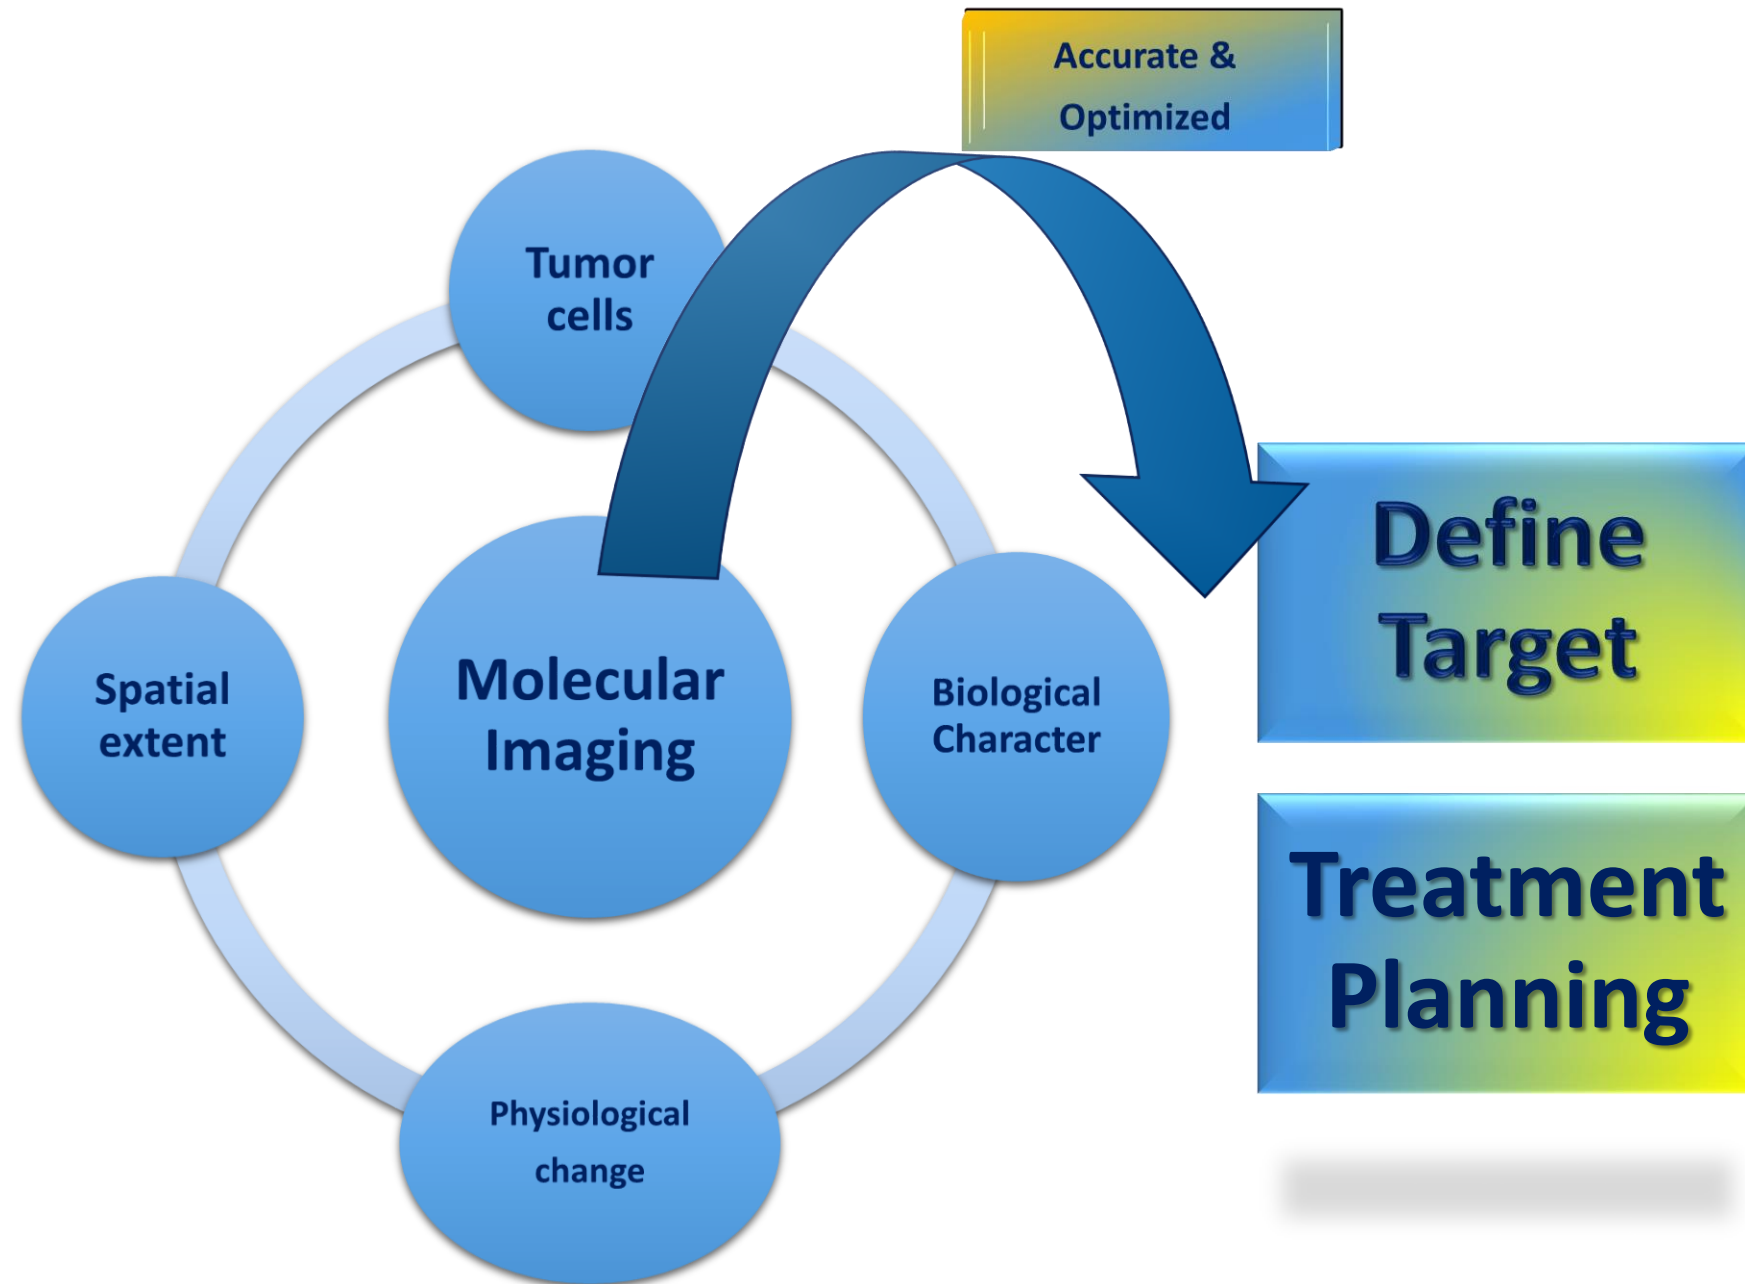 Accurate &
Optimized
Tumor
cells
Spatial
extent
Molecular
Imaging
Biological
Character
Physiological
change
Define
Target
Treatment
Planning